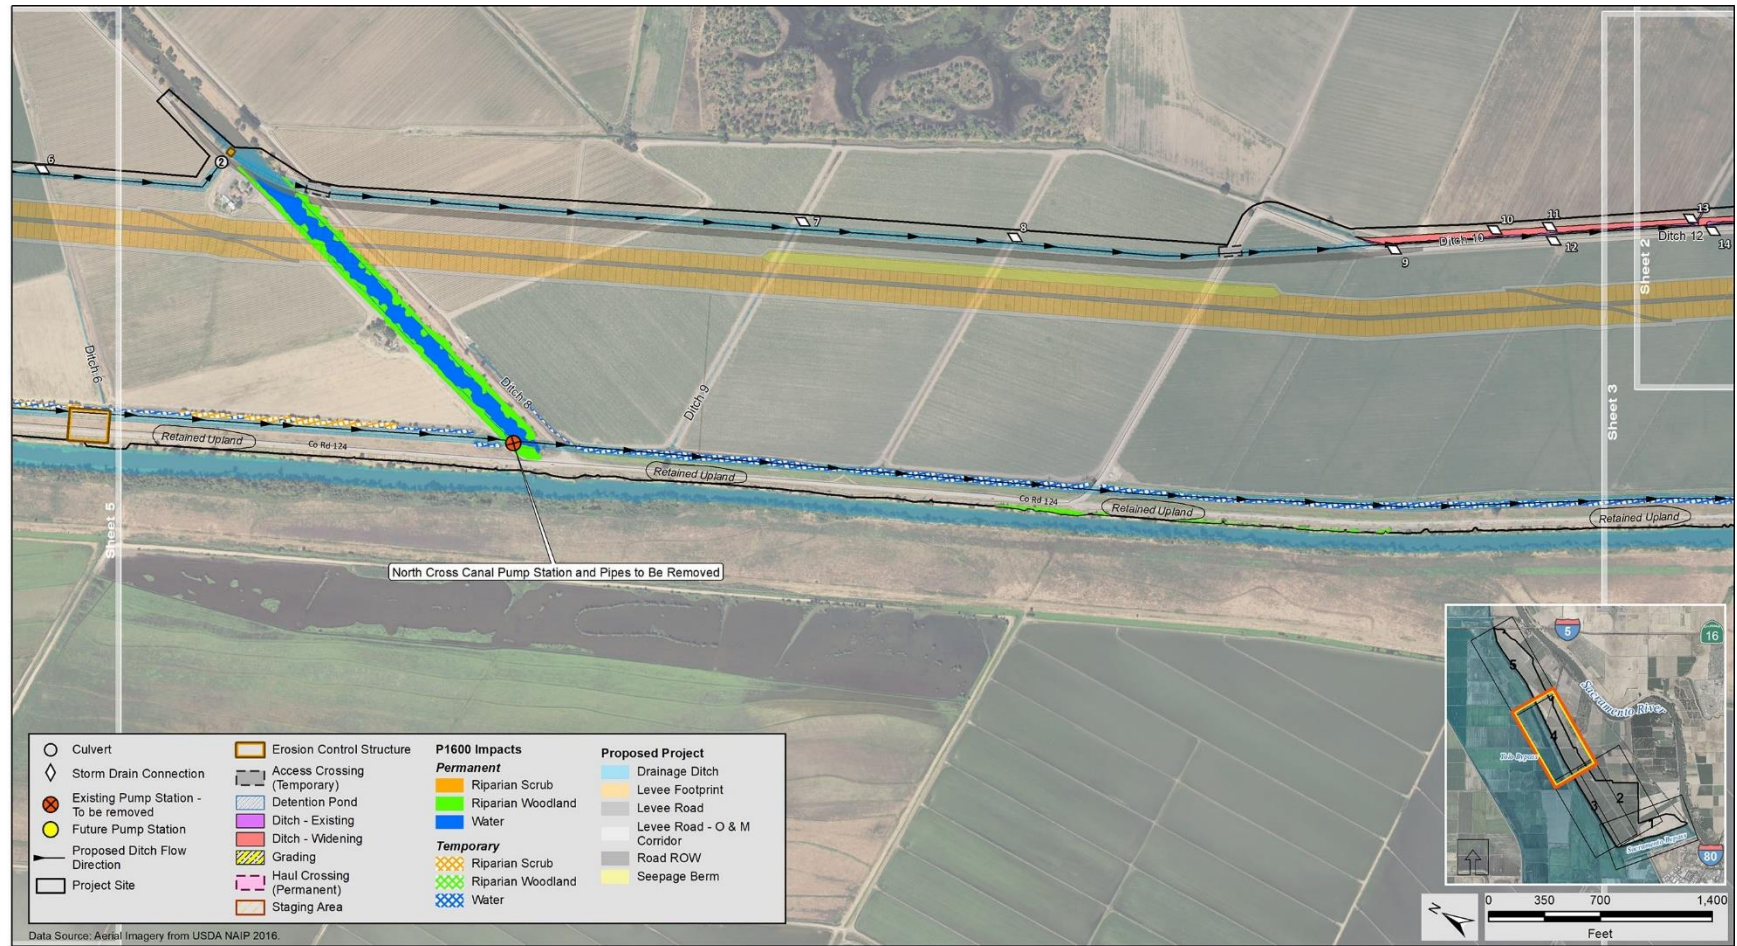 6
2
7
8
9
10
11
12
13
14
Ditch 10
Ditch 12
Sheet 2
Sheet 3
Sheet 5
Ditch 6
Ditch 8
Ditch 9
Retained Upland
Co Rd 124
Retained Upland
Co Rd 124
Retained Upland
Retained Upland
North Cross Canal Pump Station and Pipes to Be Removed
Culvert
Storm Drain Connection
Existing Pump Station -
To be removed
Future Pump Station
Proposed Ditch Flow
Direction
Project Site
Erosion Control Structure
Access Crossing
(Temporary)
Detention Pond
Ditch - Existing
Ditch - Widening
Grading
Haul Crossing
(Permanent)
Staging Area
P1600 Impacts
Permanent
Riparian Scrub
Riparian Woodland
Water
Temporary
Riparian Scrub
Riparian Woodland
Water
Proposed Project
Drainage Ditch
Levee Footprint
Levee Road
Levee Road - O & M
Corridor
Road ROW
Seepage Berm
Data Source: Aerial Imagery from USDA NAIP 2016.
5
16
5
Sacramento River
4
Yolo Bypass
3
2
1
Sacramento Bypass
80
N
0 350 700 1,400
Feet